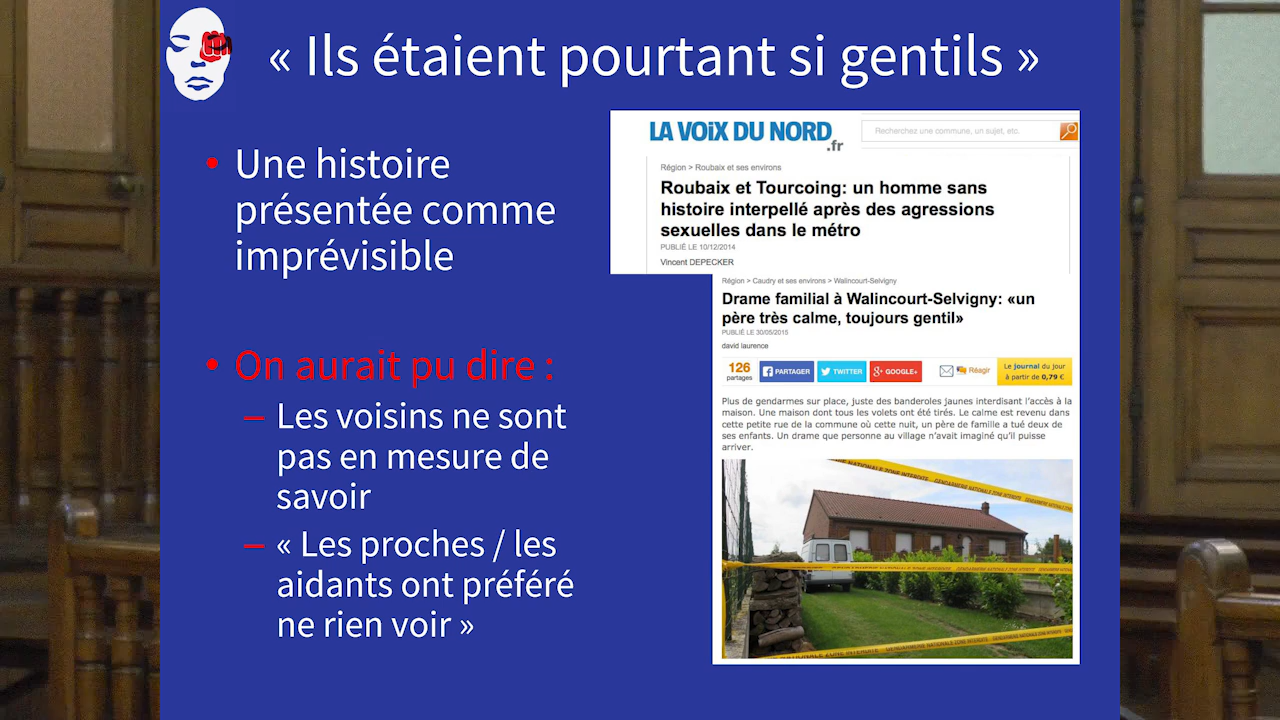 « Ils étaient pourtant si gentils »
• Une histoire
présentée comme
imprévisible
• On aurait pu dire :
– Les voisins ne sont
pas en mesure de
savoir
– « Les proches / les
aidants ont préféré
ne rien voir »
LA VOiX DU NORD.fr
Recherchez une commune, un sujet, etc.
Région > Roubaix et ses environs
Roubaix et Tourcoing: un homme sans
histoire interpellé après des agressions
sexuelles dans le métro
PUBLIÉ LE 10/12/2014
Vincent DEPECKER
Région > Caudry et ses environs > Walincourt-Selvigny
Drame familial à Walincourt-Selvigny: «un
père très calme, toujours gentil»
PUBLIÉ LE 30/05/2015
david laurence
126
partages
PARTAGER
TWITTER
GOOGLE+
Réagir
Le journal du jour
à partir de 0,79 €
Plus de gendarmes sur place, juste des banderoles jaunes interdisant l'accès à la
maison. Une maison dont tous les volets ont été tirés. Le calme est revenu dans
cette petite rue de la commune où cette nuit, un père de famille a tué deux de
ses enfants. Un drame que personne au village n'avait imaginé qu'il puisse
arriver.
NATIONALE ZONE INTERDITE GENDARMERIE NATIONALE ZONE INTERDITE